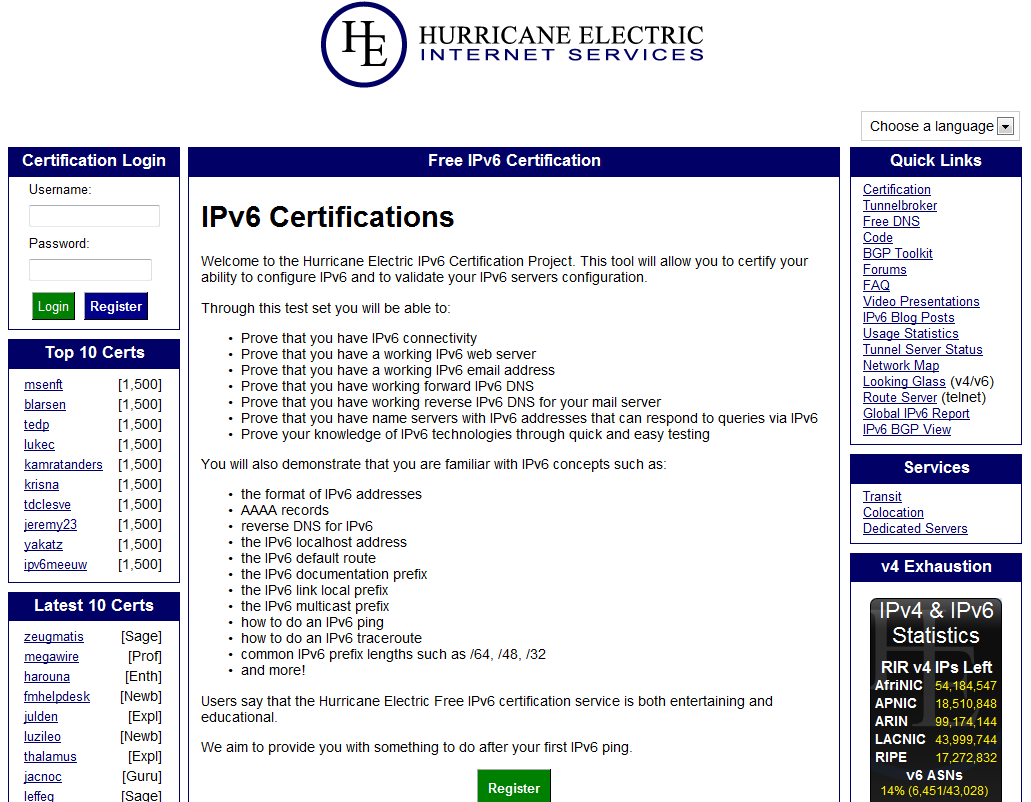 HE
HURRICANE ELECTRIC
INTERNET SERVICES
Choose a language
Certification Login
Username:
Password:
Login Register
Top 10 Certs
msenft [1,500]
blarsen [1,500]
tedp [1,500]
lukec [1,500]
kamratanders [1,500]
krisna [1,500]
tdclesve [1,500]
jeremy23 [1,500]
yakatz [1,500]
ipv6meeuw [1,500]
Latest 10 Certs
zeugmatis [Sage]
megawire [Prof]
harouna [Enth]
fmhelpdesk [Newb]
julden [Expl]
luzileo [Newb]
thalamus [Expl]
jacnoc [Guru]
leffeg [Sage]
Free IPv6 Certification
IPv6 Certifications
Welcome to the Hurricane Electric IPv6 Certification Project. This tool will allow you to certify your
ability to configure IPv6 and to validate your IPv6 servers configuration.
Through this test set you will be able to:
• Prove that you have IPv6 connectivity
• Prove that you have a working IPv6 web server
• Prove that you have a working IPv6 email address
• Prove that you have working forward IPv6 DNS
• Prove that you have working reverse IPv6 DNS for your mail server
• Prove that you have name servers with IPv6 addresses that can respond to queries via IPv6
• Prove your knowledge of IPv6 technologies through quick and easy testing
You will also demonstrate that you are familiar with IPv6 concepts such as:
• the format of IPv6 addresses
• AAAA records
• reverse DNS for IPv6
• the IPv6 localhost address
• the IPv6 default route
• the IPv6 documentation prefix
• the IPv6 link local prefix
• the IPv6 multicast prefix
• how to do an IPv6 ping
• how to do an IPv6 traceroute
• common IPv6 prefix lengths such as /64, /48, /32
• and more!
Users say that the Hurricane Electric Free IPv6 certification service is both entertaining and
educational.
We aim to provide you with something to do after your first IPv6 ping.
Register
Quick Links
Certification
Tunnelbroker
Free DNS
Code
BGP Toolkit
Forums
FAQ
Video Presentations
IPv6 Blog Posts
Usage Statistics
Tunnel Server Status
Network Map
Looking Glass (v4/v6)
Route Server (telnet)
Global IPv6 Report
IPv6 BGP View
Services
Transit
Colocation
Dedicated Servers
v4 Exhaustion
IPv4 & IPv6
Statistics
RIR v4 IPs Left
AfriNIC 54,184,547
APNIC 18,510,848
ARIN 99,174,144
LACNIC 43,999,744
RIPE 17,272,832
v6 ASNs
14% (6,451/43,028)